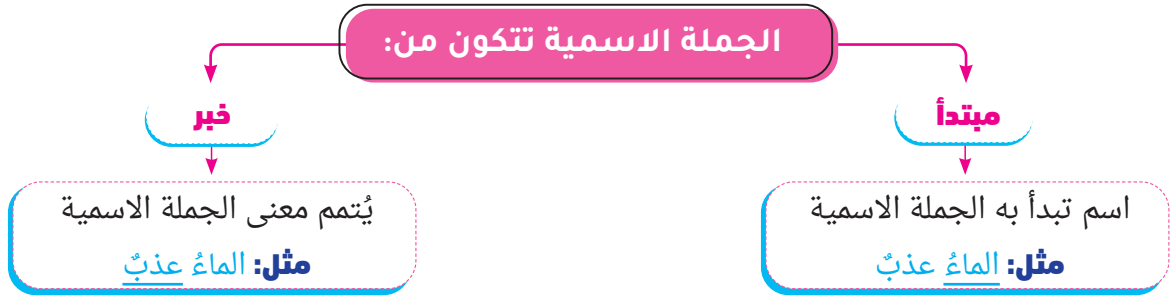 الجملة الاسمية تتكون من:
مبتدأ
خبر
اسم تبدأ به الجملة الاسمية
مثل: الماءُ عذبٌ
يُتمم معنى الجملة الاسمية
مثل: الماءُ عذبٌ